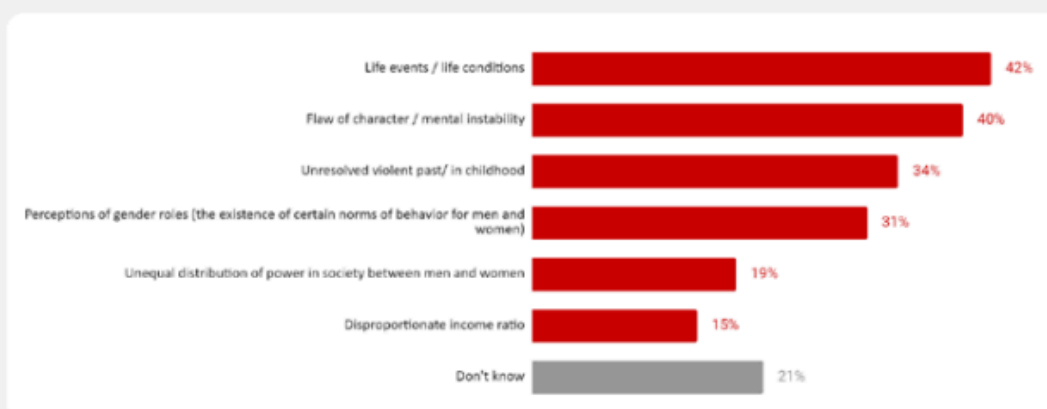 Life events / life conditions 42%
Flaw of character / mental instability 40%
Unresolved violent past/ in childhood 34%
Perceptions of gender roles (the existence of certain norms of behavior for men and
women) 31%
Unequal distribution of power in society between men and women 19%
Disproportionate income ratio 15%
Don't know 21%